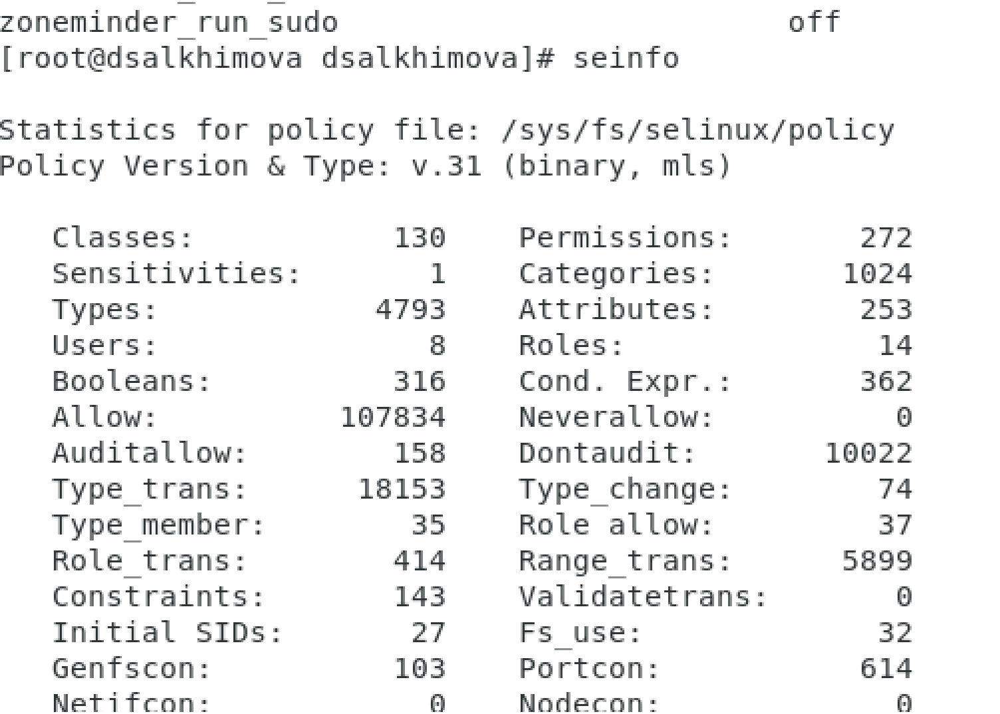 zoneminder_run_sudo                          off
[root@dsalkhimova dsalkhimova]# seinfo
Statistics for policy file: /sys/fs/selinux/policy
Policy Version & Type: v.31 (binary, mls)
   Classes:           130    Permissions:       272
   Sensitivities:       1    Categories:       1024
   Types:            4793    Attributes:        253
   Users:               8    Roles:              14
   Booleans:          316    Cond. Expr.:       362
   Allow:          107834    Neverallow:          0
   Auditallow:        158    Dontaudit:       10022
   Type_trans:      18153    Type_change:        74
   Type_member:        35    Role allow:         37
   Role_trans:        414    Range_trans:      5899
   Constraints:       143    Validatetrans:       0
   Initial SIDs:       27    Fs_use:             32
   Genfscon:          103    Portcon:           614
   Netifcon:            0    Nodecon:             0